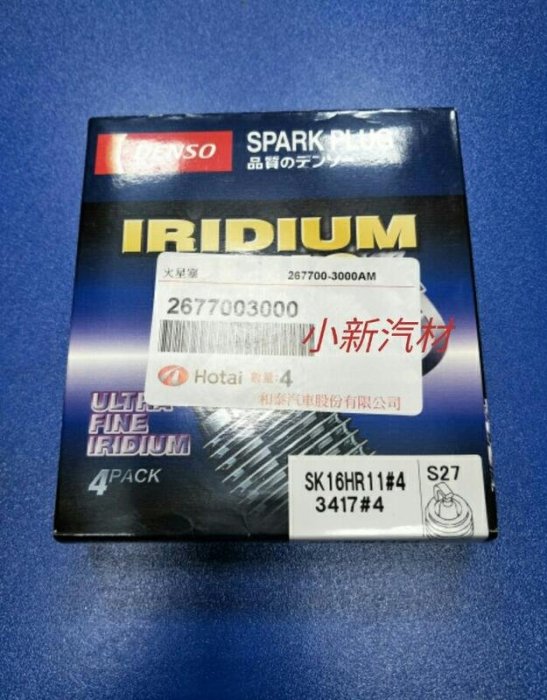 DENSO
SPARK PLUG
品質のデンソー
IRIDIUM
火星塞
267700-3000AM
2677003000
小新汽材
Hotai 數量:4
和泰汽車股份有限公司
ULTRA
FINE
IRIDIUM
4PACK
SK16HR11#4
3417#4
S27